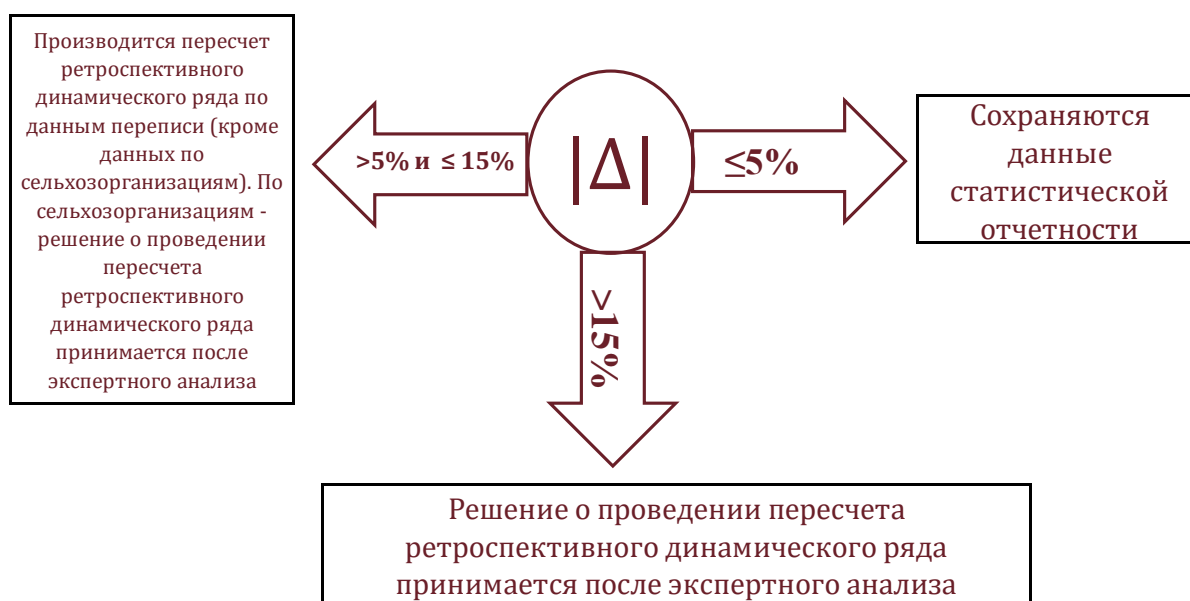 Производится пересчет
ретроспективного
динамического ряда по
данным переписи (кроме
данных по
сельхозорганизациям). По
сельхозорганизациям -
решение о проведении
пересчета
ретроспективного
динамического ряда
принимается после
экспертного анализа
>5% и ≤ 15%
|Δ|
≤5%
Сохраняются
данные
статистической
отчетности
>15%
Решение о проведении пересчета
ретроспективного динамического ряда
принимается после экспертного анализа